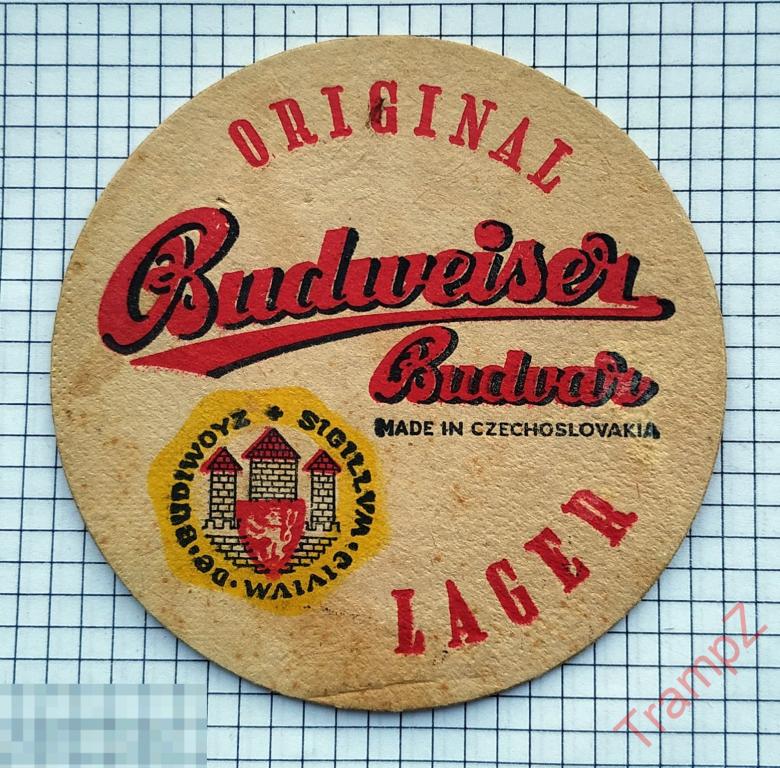 ORIGINAL
Budweiser
Budvar
MADE IN CZECHOSLOVAKIA
SIGILLVM · CIVIVM · DE · BUDIWOYZ +
LAGER
TrampZ